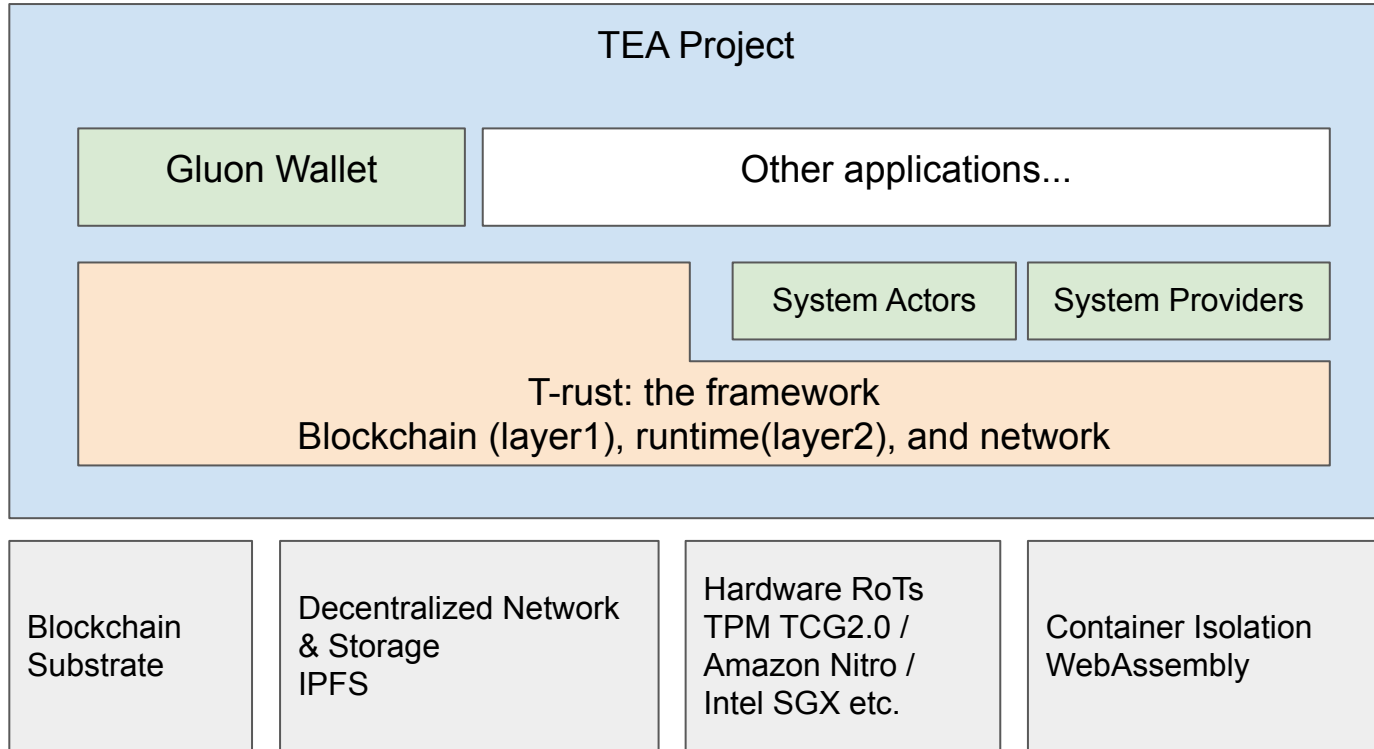 TEA Project
Gluon Wallet
Other applications...
System Actors
System Providers
T-rust: the framework
Blockchain (layer1), runtime(layer2), and network
Blockchain
Substrate
Decentralized Network
& Storage
IPFS
Hardware RoTs
TPM TCG2.0 /
Amazon Nitro /
Intel SGX etc.
Container Isolation
WebAssembly